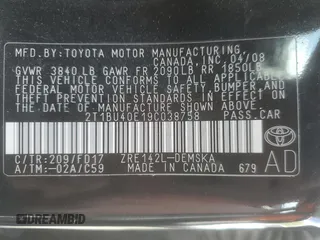 MFD. BY: TOYOTA MOTOR MANUFACTURING,
CANADA, INC. 04/08
GVWR 3840 LB GAWR FR 2090LB RR 1850LB
THIS VEHICLE CONFORMS TO ALL APPLICABLE
FEDERAL MOTOR VEHICLE SAFETY, BUMPER, AND
THEFT PREVENTION STANDARDS IN EFFECT ON
THE DATE OF MANUFACTURE SHOWN ABOVE.
2T1BU40E19C038758 PASS.CAR
C/TR:209/FD17 ZRE142L-DEMSKA
A/TM:-02A/C59 MADE IN CANADA 679
AD
DREAMBID